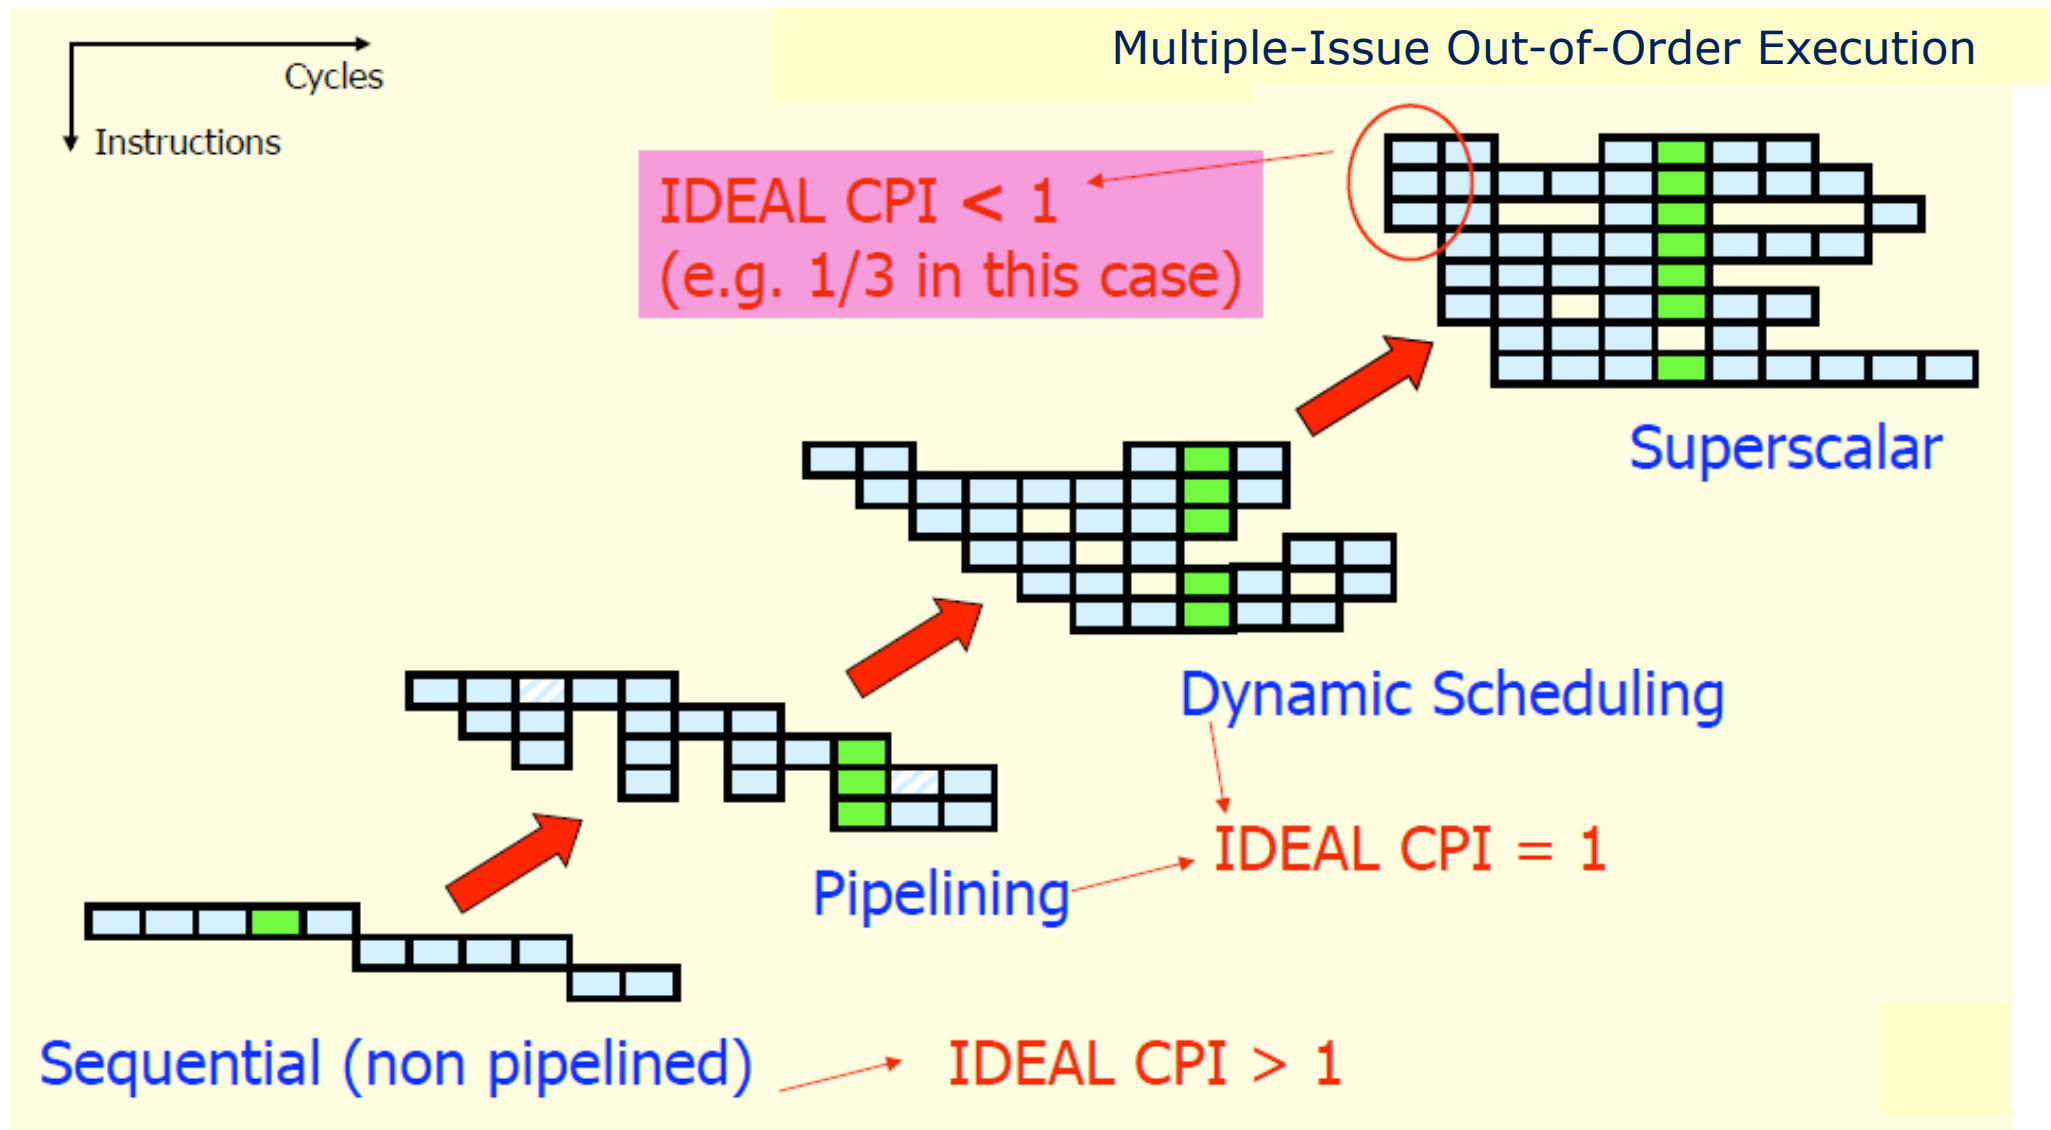 Multiple-Issue Out-of-Order Execution
Cycles
Instructions
IDEAL CPI < 1
(e.g. 1/3 in this case)
Superscalar
Dynamic Scheduling
IDEAL CPI = 1
Pipelining
Sequential (non pipelined)
IDEAL CPI > 1